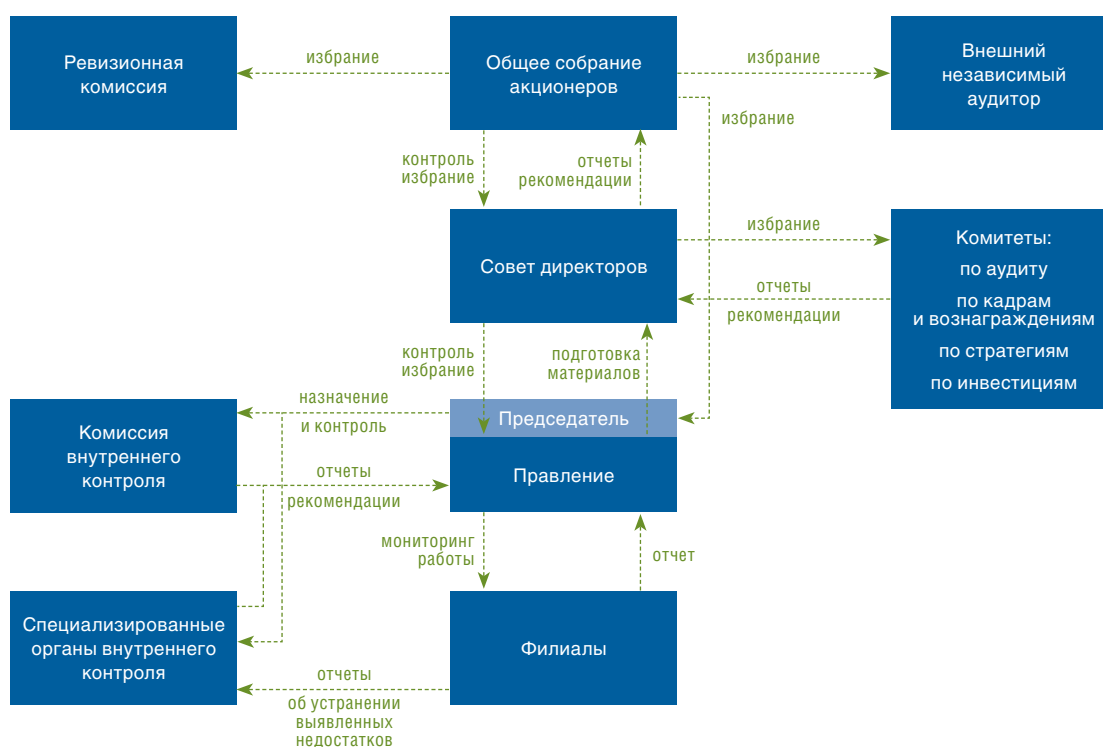 Ревизионная
комиссия
избрание
Общее собрание
акционеров
избрание
Внешний
независимый
аудитор
избрание
контроль
избрание
отчеты
рекомендации
Совет директоров
избрание
отчеты
рекомендации
Комитеты:
по аудиту
по кадрам
и вознаграждениям
по стратегиям
по инвестициям
контроль
избрание
подготовка
материалов
Комиссия
внутреннего
контроля
назначение
и контроль
отчеты
рекомендации
Председатель
Правление
мониторинг
работы
отчет
Специализированные
органы внутреннего
контроля
Филиалы
отчеты
об устранении
выявленных
недостатков